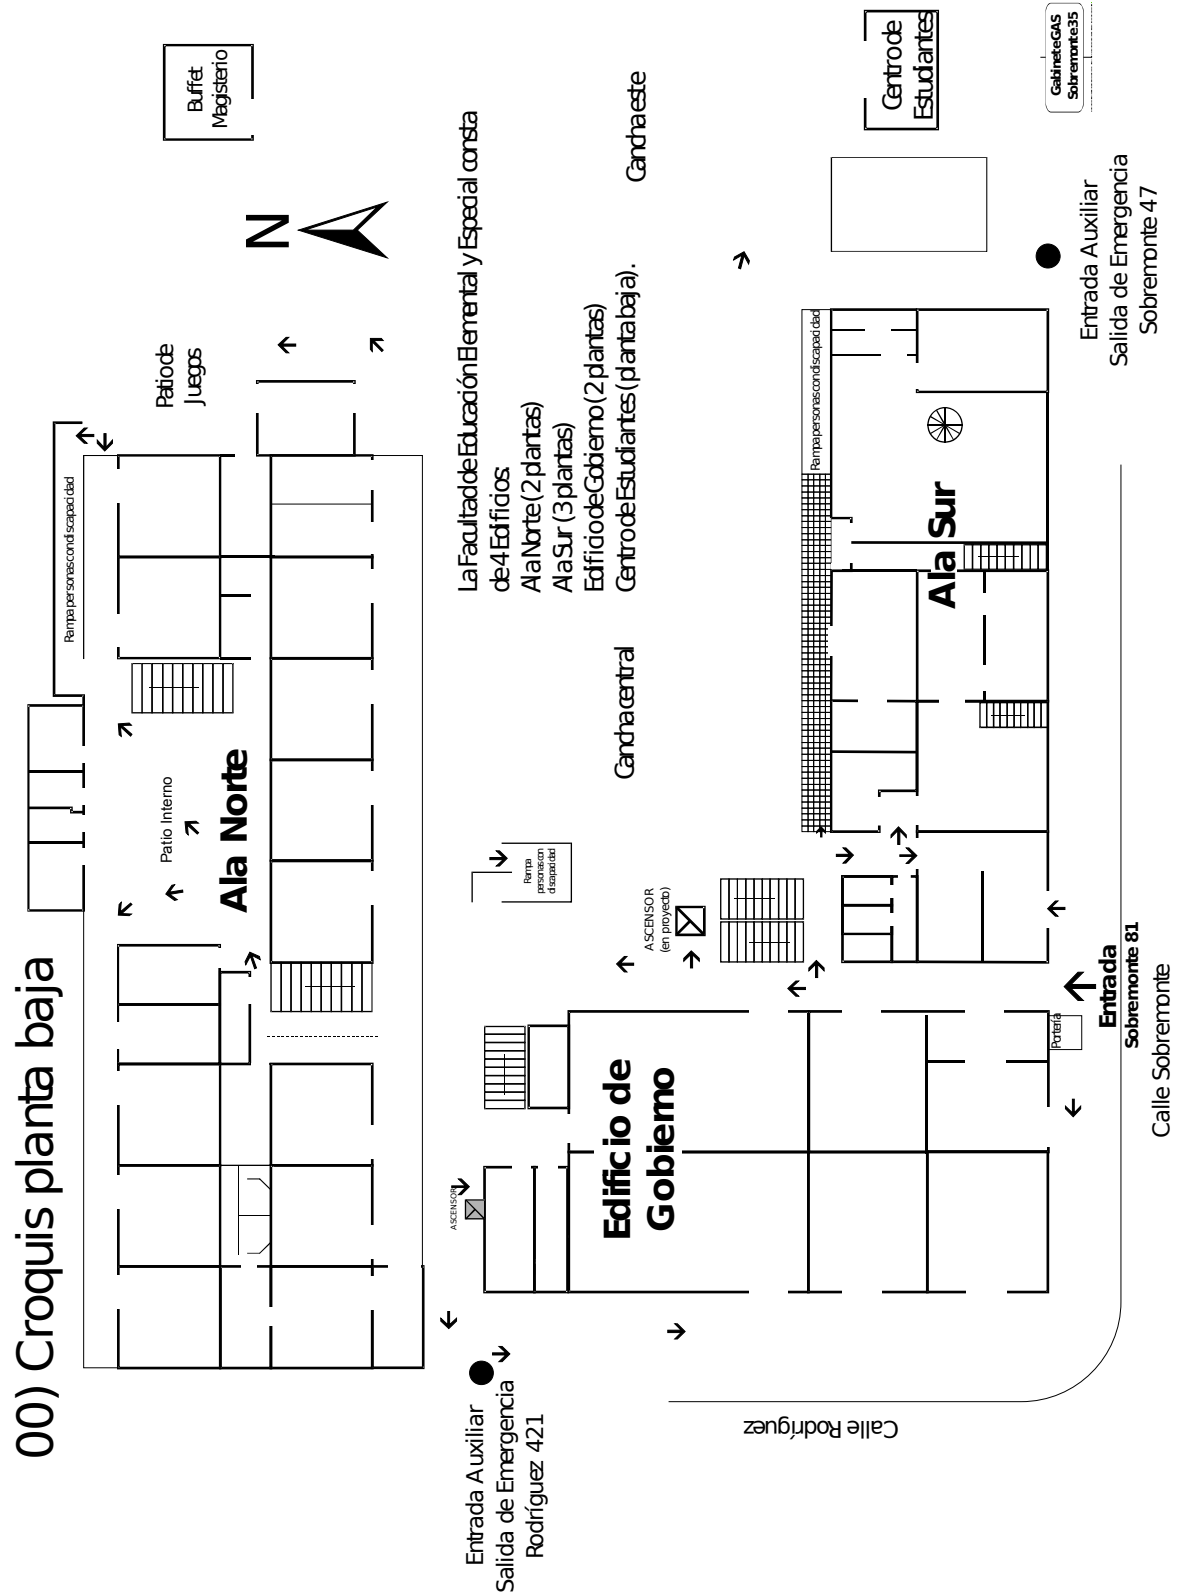 00) Croquis planta baja
Buffet
Magisterio
N
Patio de
Juegos
Rampa personas con discapacidad
Patio Interno
Ala Norte
La Facultad de Educación Elemental y Especial consta
de 4 Edificios:
Ala Norte (2 plantas)
Ala Sur (3 plantas)
Edificio de Gobierno (2 plantas)
Centro de Estudiantes (planta baja).
Cancha este
Cancha central
Rampa
personas con
discapacidad
ASCENSOR
(en proyecto)
ASCENSOR
Edificio de
Gobierno
Centro de
Estudiantes
Gabinete GAS
Sobremonte 35
Rampa personas con discapacidad
Ala Sur
Entrada Auxiliar
Salida de Emergencia
Sobremonte 47
Entrada Auxiliar
Salida de Emergencia
Rodríguez 421
Portería
Entrada
Sobremonte 81
Calle Sobremonte
Calle Rodríguez